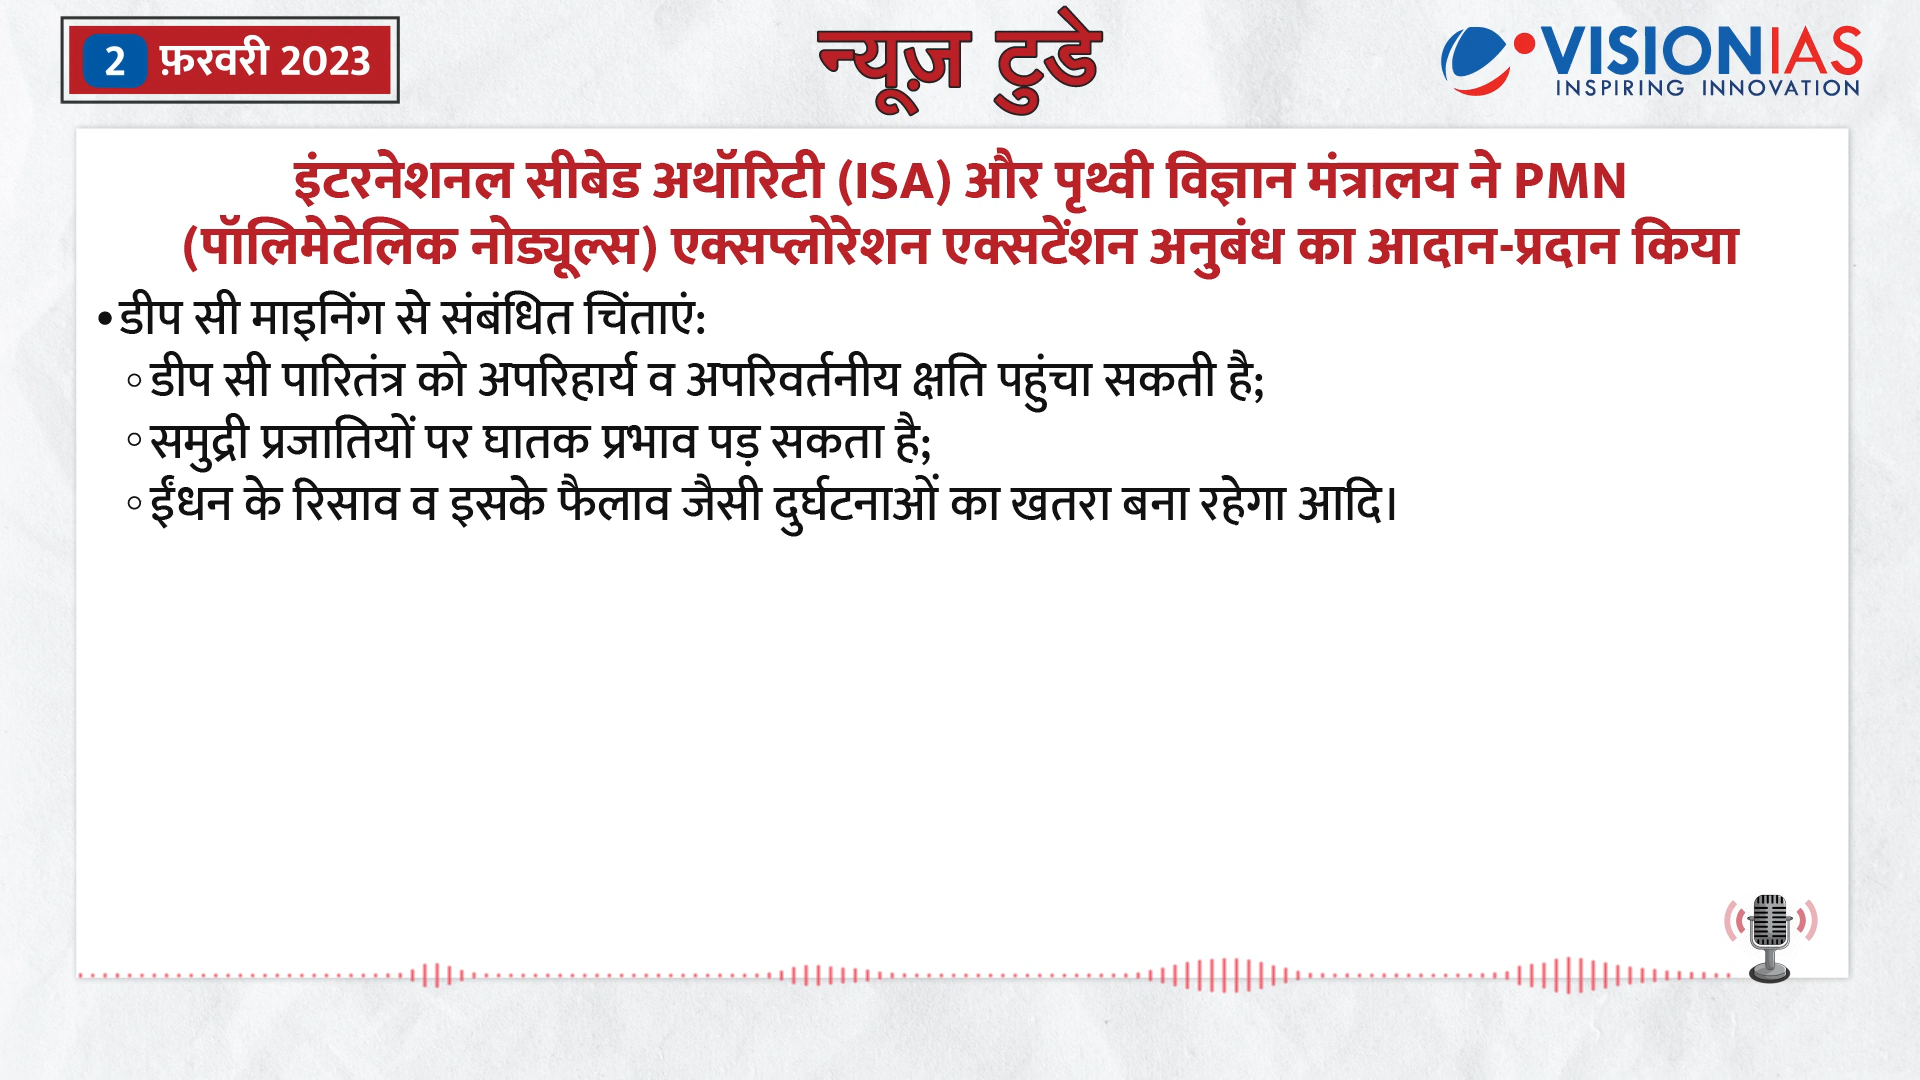 2 फ़रवरी 2023
न्यूज़ टुडे
VISIONIAS
INSPIRING INNOVATION
इंटरनेशनल सीबेड अथॉरिटी (ISA) और पृथ्वी विज्ञान मंत्रालय ने PMN
(पॉलिमेटेलिक नोड्यूल्स) एक्सप्लोरेशन एक्सटेंशन अनुबंध का आदान-प्रदान किया
•डीप सी माइनिंग से संबंधित चिंताएं:
◦डीप सी पारितंत्र को अपरिहार्य व अपरिवर्तनीय क्षति पहुंचा सकती है;
◦समुद्री प्रजातियों पर घातक प्रभाव पड़ सकता है;
◦ईंधन के रिसाव व इसके फैलाव जैसी दुर्घटनाओं का खतरा बना रहेगा आदि।